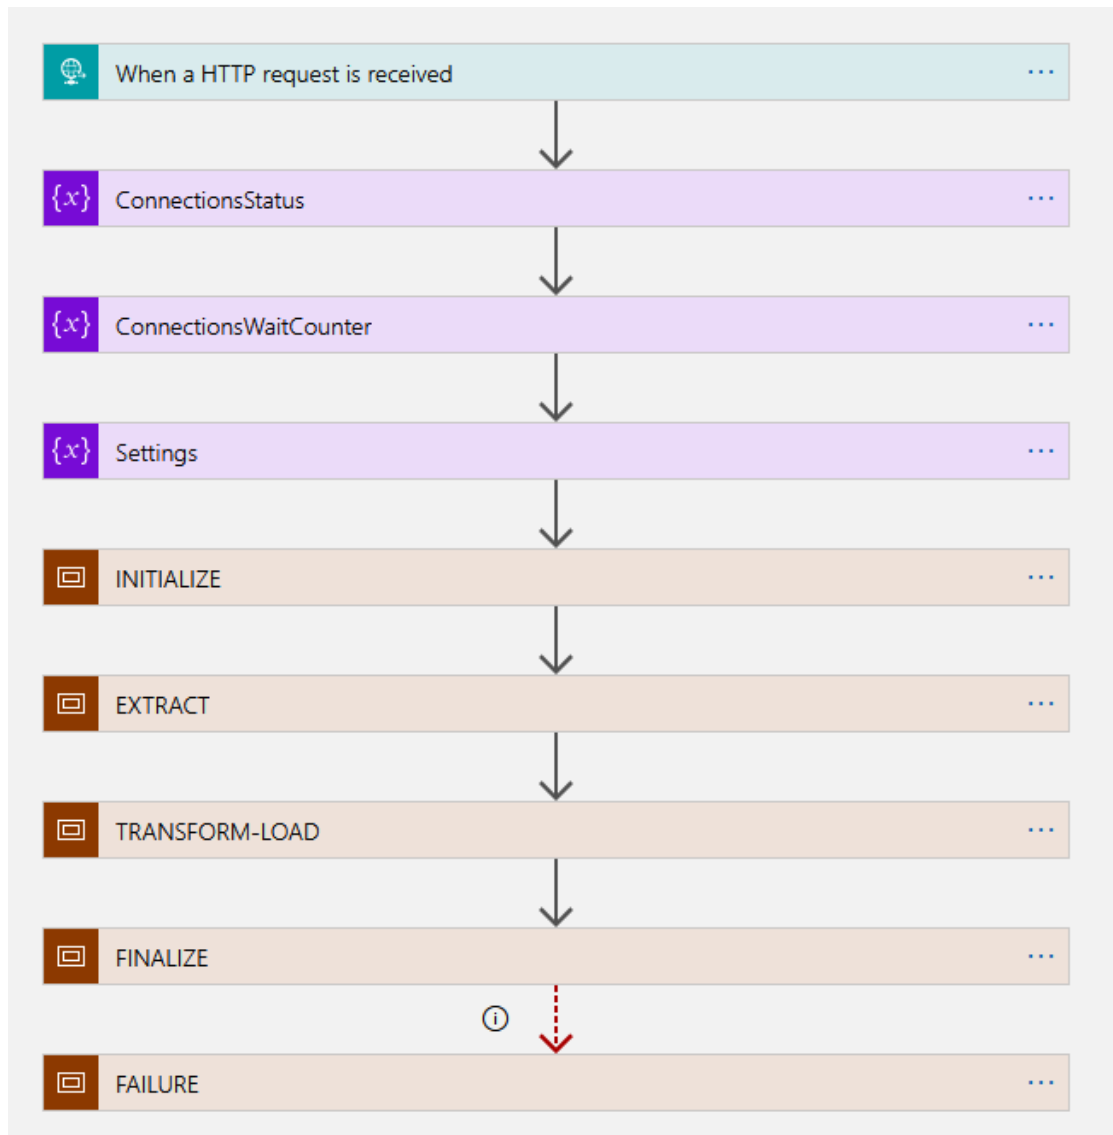 When a HTTP request is received
{x} ConnectionsStatus
{x} ConnectionsWaitCounter
{x} Settings
INITIALIZE
EXTRACT
TRANSFORM-LOAD
FINALIZE
i
FAILURE